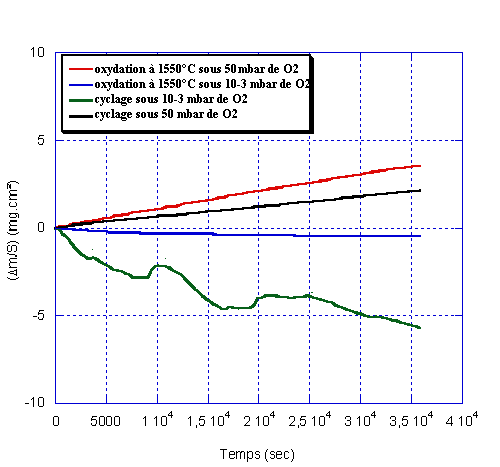 10
oxydation à 1550°C sous 50mbar de O2
oxydation à 1550°C sous 10-3 mbar de O2
cyclage sous 10-3 mbar de O2
cyclage sous 50 mbar de O2
5
0
-5
-10
(Δm/S) (mg.cm²)
0 5000 1 10⁴ 1,5 10⁴ 2 10⁴ 2,5 10⁴ 3 10⁴ 3,5 10⁴ 4 10⁴
Temps (sec)